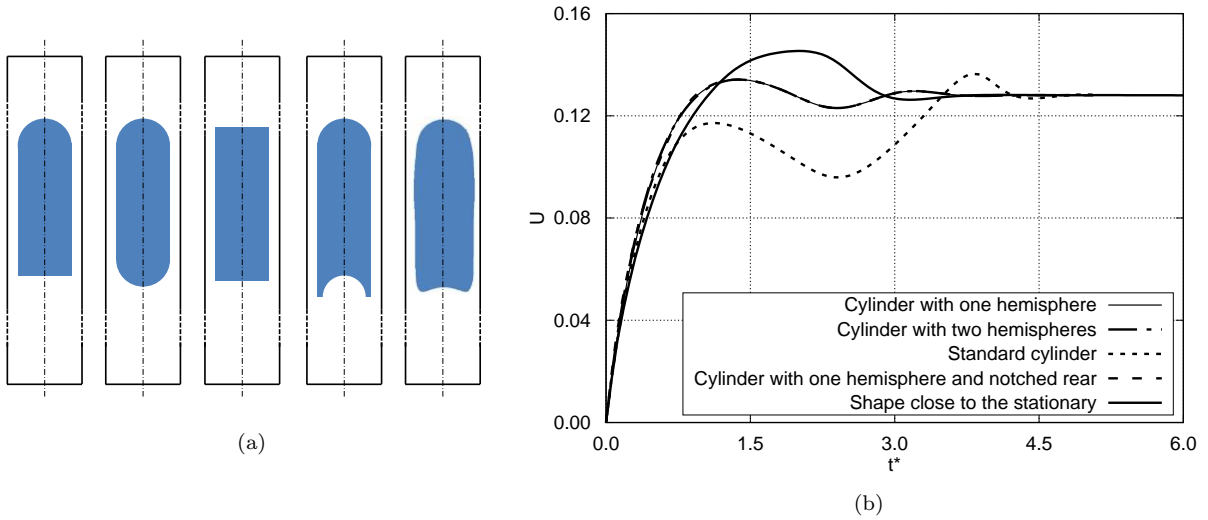 (a)
0.16
0.12
0.08
0.04
0.00
U
Cylinder with one hemisphere
Cylinder with two hemispheres
Standard cylinder
Cylinder with one hemisphere and notched rear
Shape close to the stationary
0.0 1.5 3.0 4.5 6.0
t*
(b)